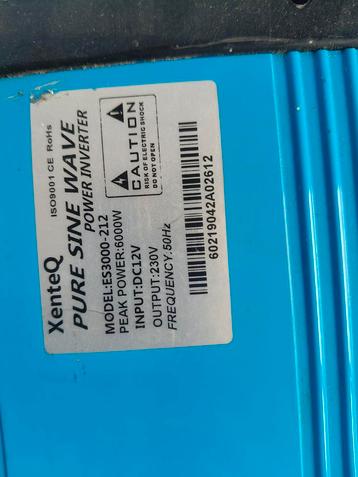 XenteQ
ISO9001 CE RoHs
PURE SINE WAVE
POWER INVERTER
MODEL:ES3000-212
PEAK POWER:6000W
INPUT:DC12V
OUTPUT:230V
FREQUENCY:50Hz
CAUTION
RISK OF ELECTRIC SHOCK
DO NOT OPEN
60219042A02612